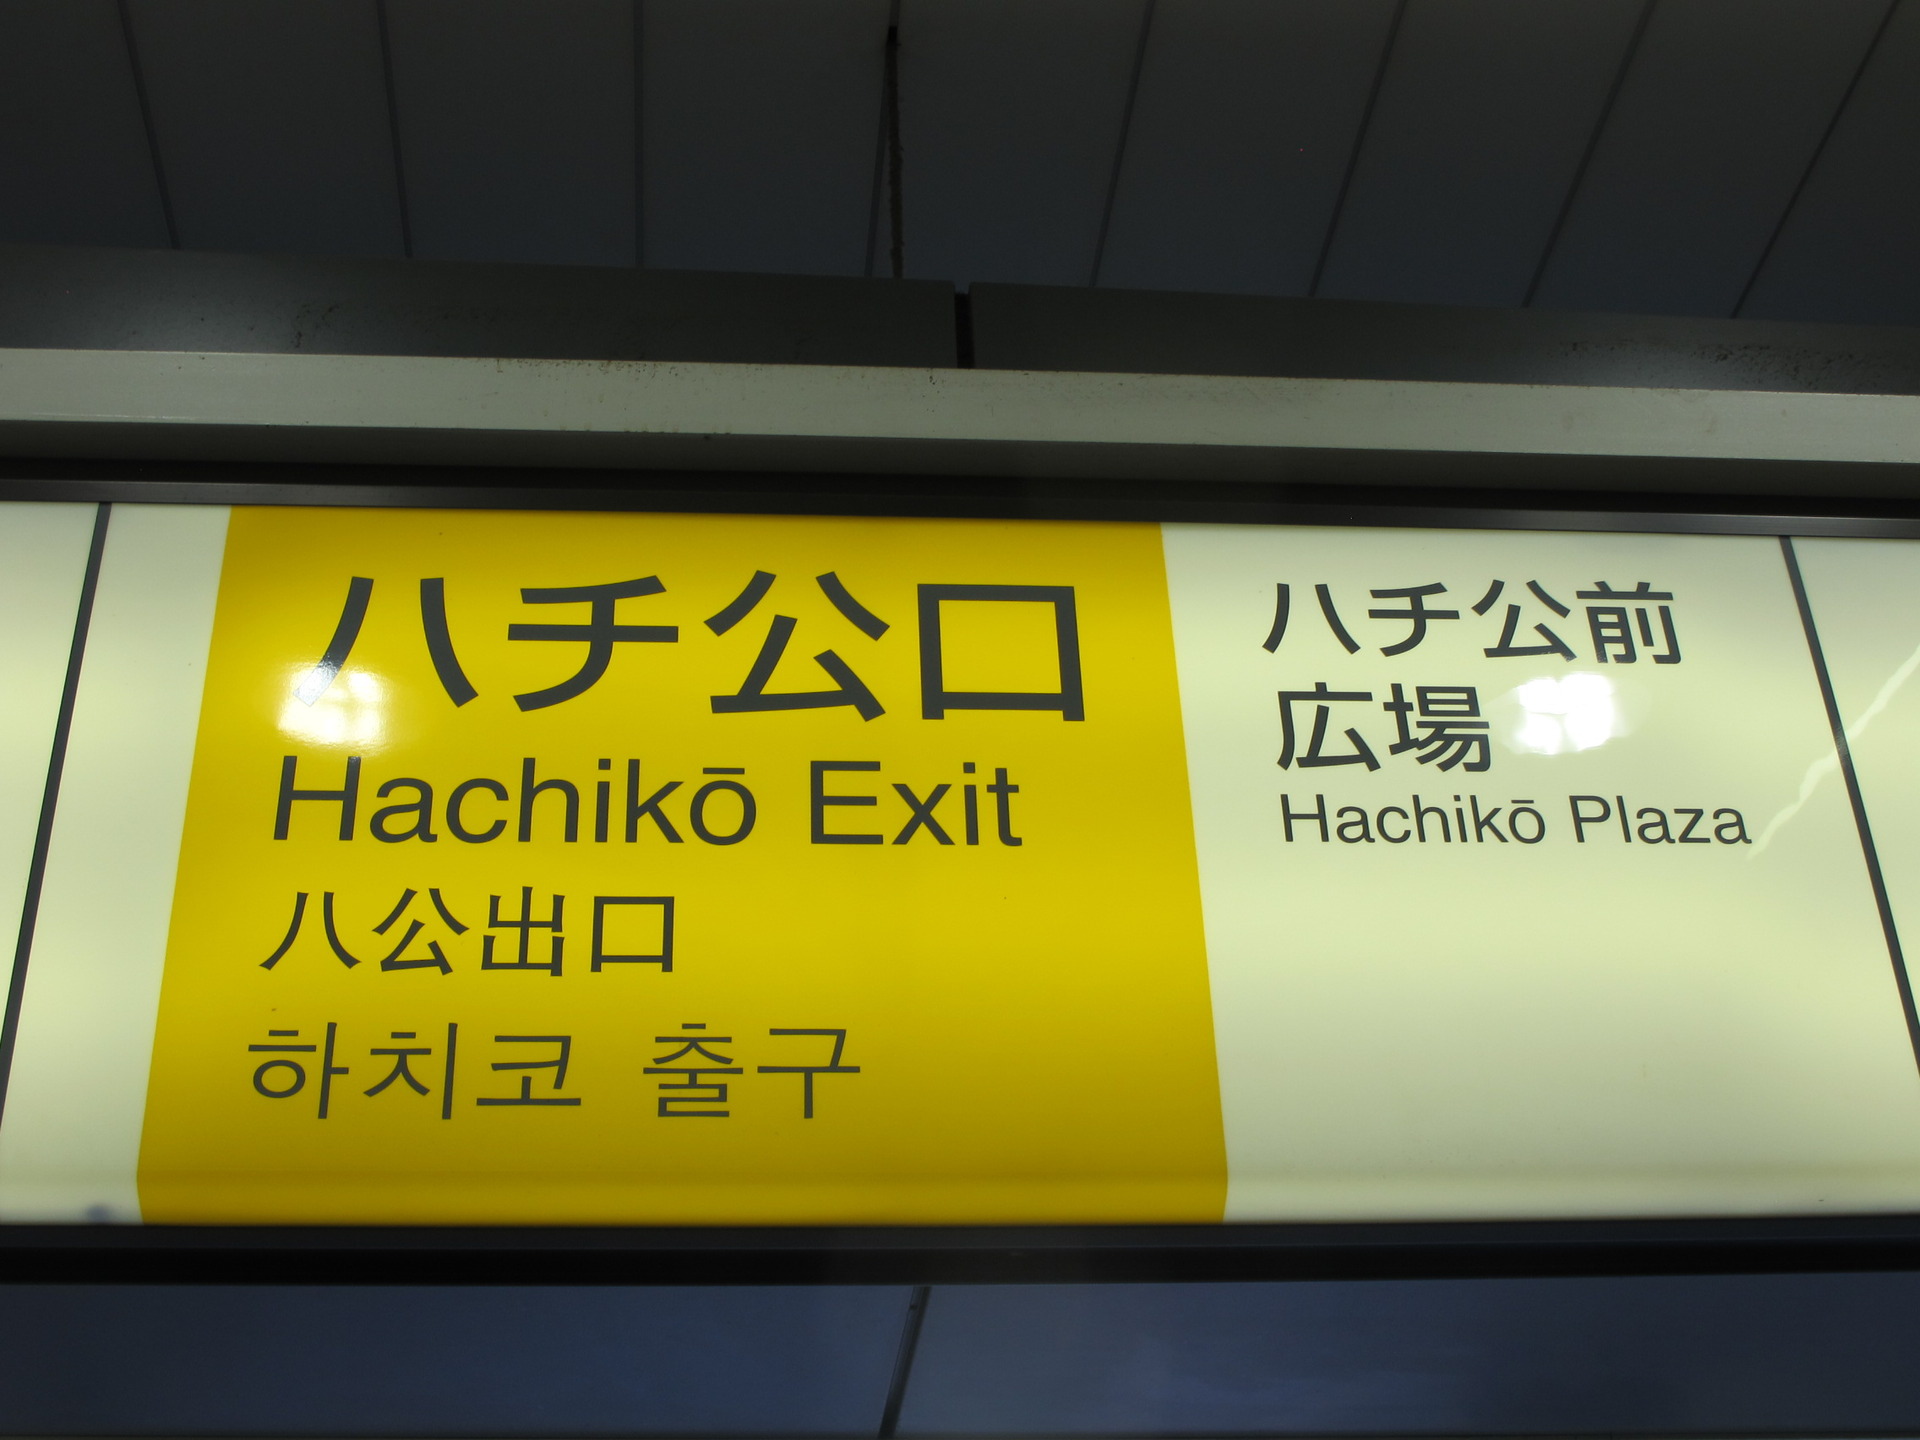 ハチ公口
Hachikō Exit
八公出口
하치코 출구
ハチ公前
広場
Hachikō Plaza